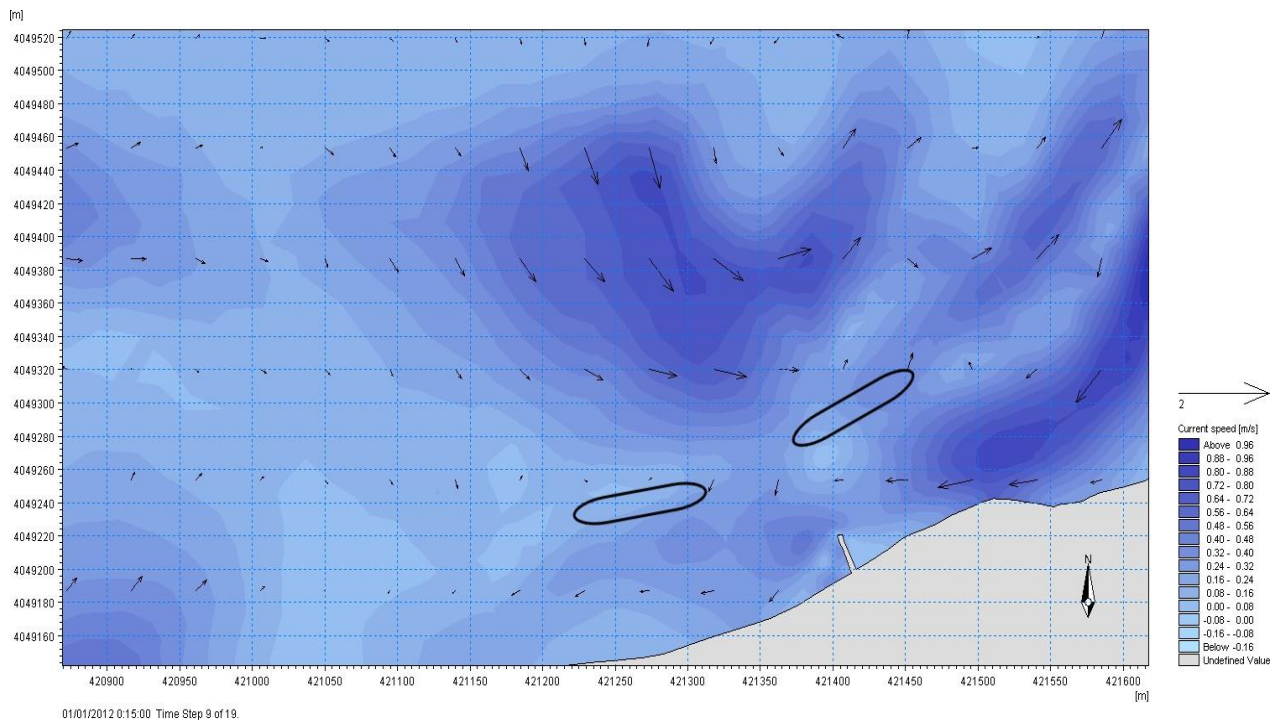 [m]
4049520
4049500
4049480
4049460
4049440
4049420
4049400
4049380
4049360
4049340
4049320
4049300
4049280
4049260
4049240
4049220
4049200
4049180
4049160
N
2
Current speed [m/s]
Above 0.96
0.88 - 0.96
0.80 - 0.88
0.72 - 0.80
0.64 - 0.72
0.56 - 0.64
0.48 - 0.56
0.40 - 0.48
0.32 - 0.40
0.24 - 0.32
0.16 - 0.24
0.08 - 0.16
0.00 - 0.08
-0.08 - 0.00
-0.16 - -0.08
Below -0.16
Undefined Value
420900 420950 421000 421050 421100 421150 421200 421250 421300 421350 421400 421450 421500 421550 421600
[m]
01/01/2012 0:15:00 Time Step 9 of 19.